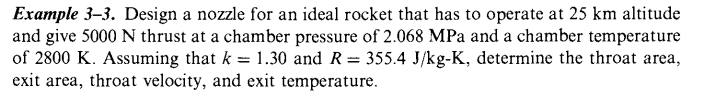 Example 3–3. Design a nozzle for an ideal rocket that has to operate at 25 km altitude
and give 5000 N thrust at a chamber pressure of 2.068 MPa and a chamber temperature
of 2800 K. Assuming that k = 1.30 and R = 355.4 J/kg-K, determine the throat area,
exit area, throat velocity, and exit temperature.